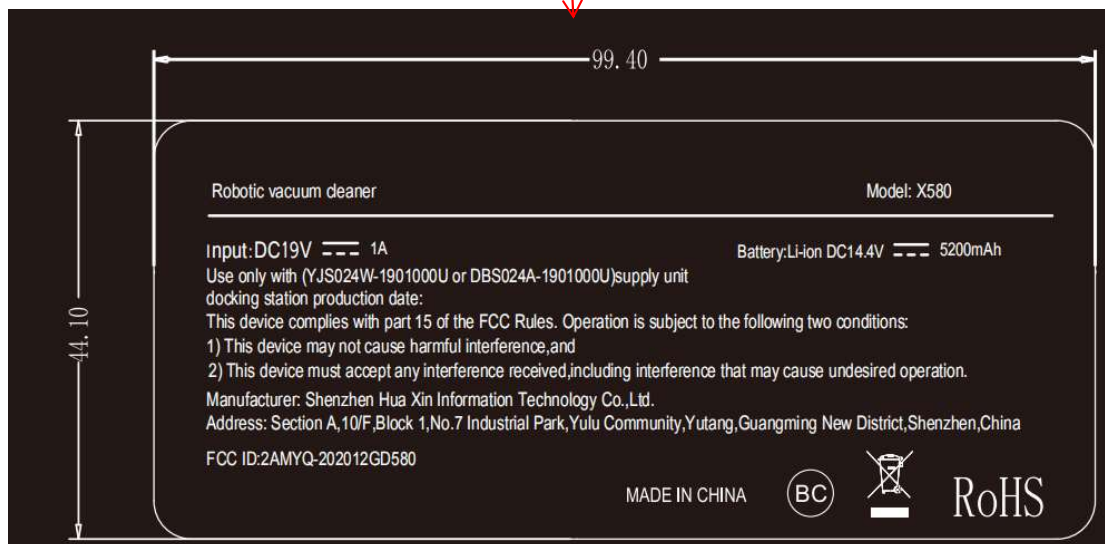 99.40
44.10
Robotic vacuum cleaner Model: X580
Input:DC19V 1A Battery:Li-ion DC14.4V 5200mAh
Use only with (YJS024W-1901000U or DBS024A-1901000U)supply unit
docking station production date:
This device complies with part 15 of the FCC Rules. Operation is subject to the following two conditions:
1) This device may not cause harmful interference,and
2) This device must accept any interference received,including interference that may cause undesired operation.
Manufacturer: Shenzhen Hua Xin Information Technology Co.,Ltd.
Address: Section A,10/F,Block 1,No.7 Industrial Park,Yulu Community,Yutang,Guangming New District,Shenzhen,China
FCC ID:2AMYQ-202012GD580
MADE IN CHINA BC RoHS